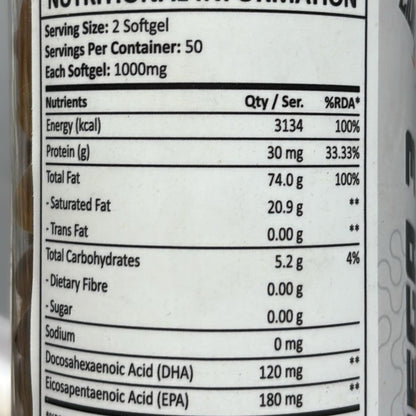 NUTRITIONAL INFORMATION
Serving Size: 2 Softgel
Servings Per Container: 50
Each Softgel: 1000mg
Nutrients Qty / Ser. %RDA*
Energy (kcal) 3134 100%
Protein (g) 30 mg 33.33%
Total Fat 74.0 g 100%
- Saturated Fat 20.9 g **
- Trans Fat 0.00 g **
Total Carbohydrates 5.2 g 4%
- Dietary Fibre 0.00 g
- Sugar 0.00 g
Sodium 0 mg
Docosahexaenoic Acid (DHA) 120 mg **
Eicosapentaenoic Acid (EPA) 180 mg **